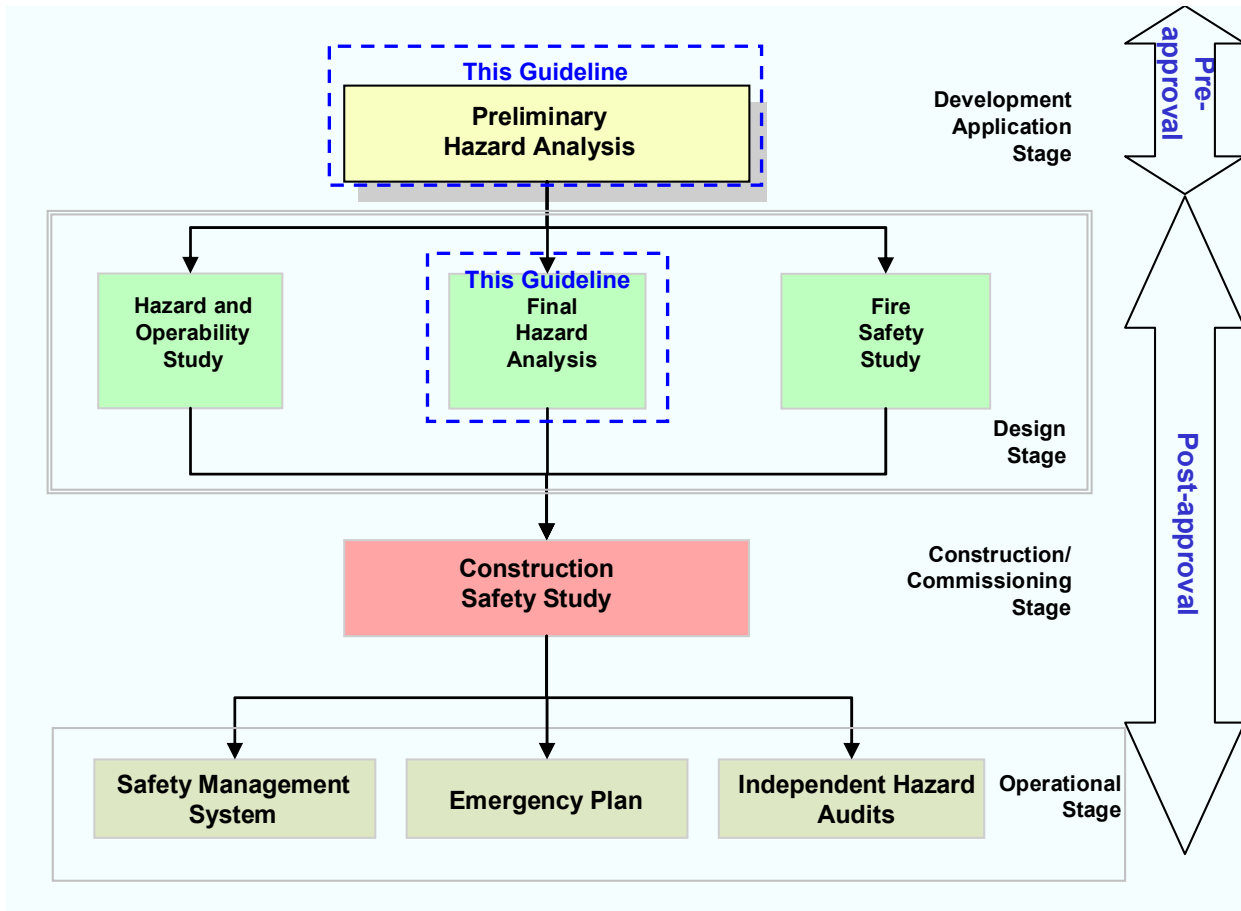 This Guideline
Preliminary
Hazard Analysis
Development
Application
Stage
Pre-
approval
Hazard and
Operability
Study
This Guideline
Final
Hazard
Analysis
Fire
Safety
Study
Design
Stage
Post-approval
Construction
Safety Study
Construction/
Commissioning
Stage
Safety Management
System
Emergency Plan
Independent Hazard
Audits
Operational
Stage